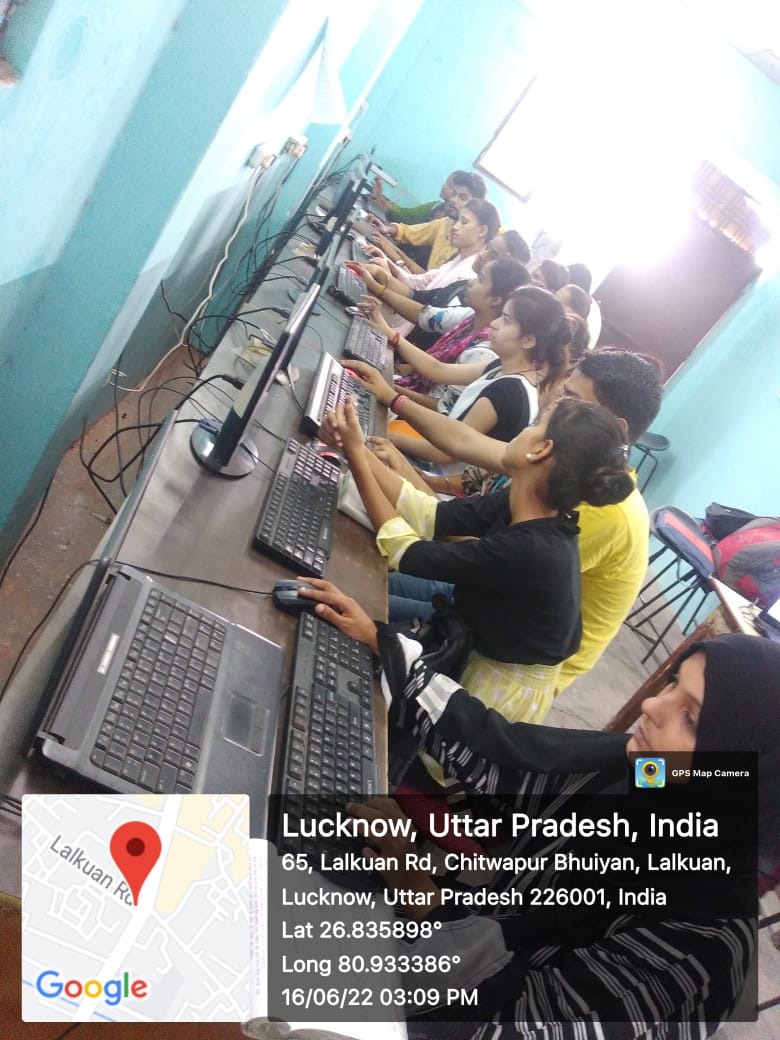 GPS Map Camera
Lalkuan Rd
Google
Lucknow, Uttar Pradesh, India
65, Lalkuan Rd, Chitwapur Bhuiyan, Lalkuan,
Lucknow, Uttar Pradesh 226001, India
Lat 26.835898°
Long 80.933386°
16/06/22 03:09 PM